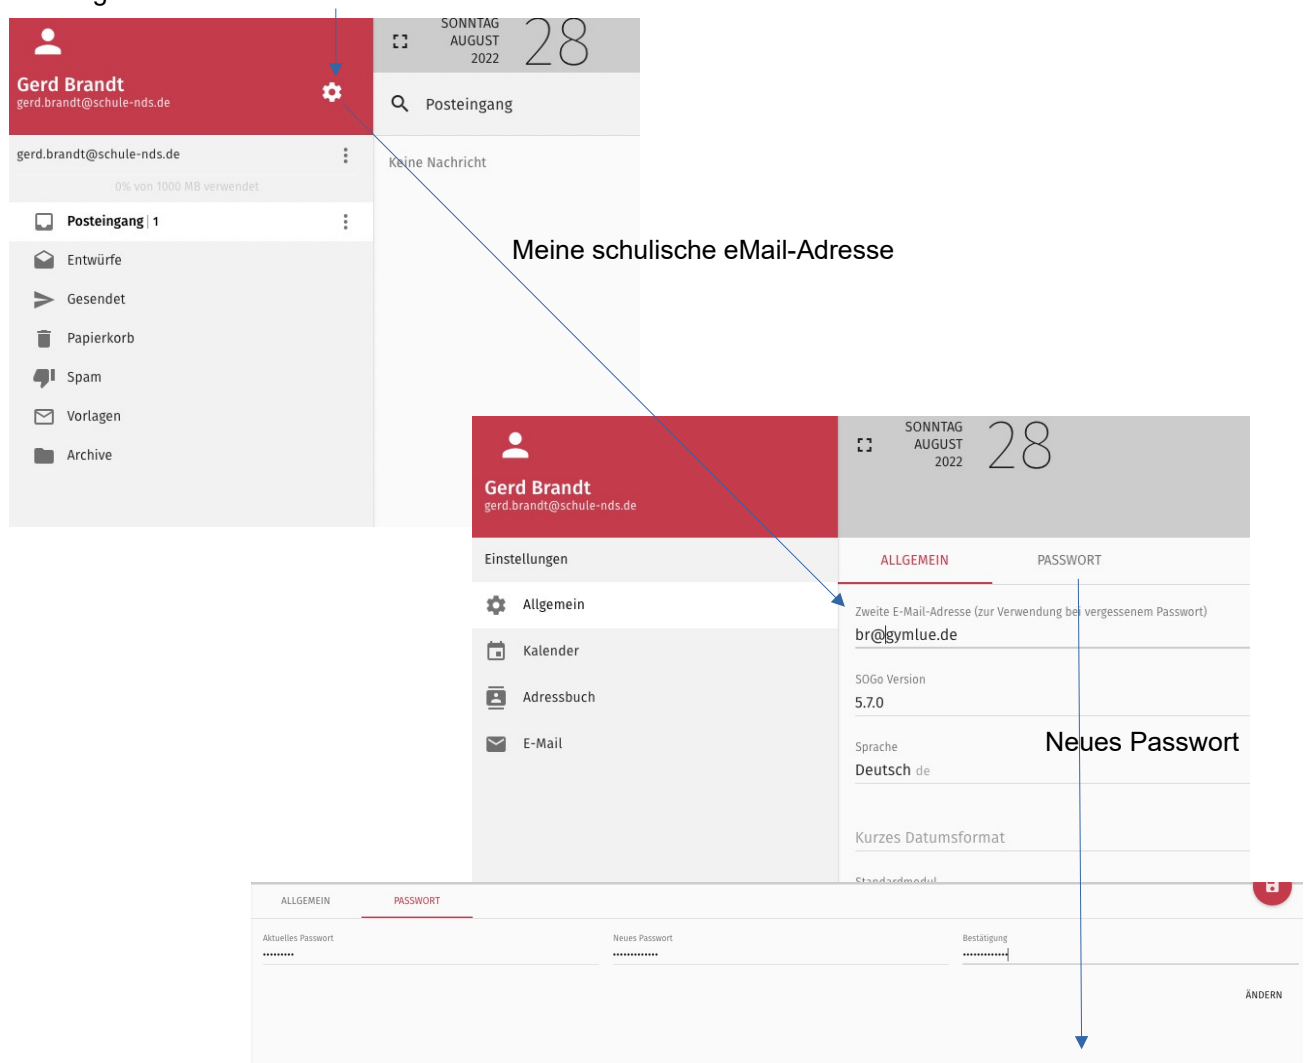 SONNTAG
AUGUST
2022
28
Gerd Brandt
gerd.brandt@schule-nds.de
Posteingang
gerd.brandt@schule-nds.de
Keine Nachricht
0% von 1000 MB verwendet
Posteingang | 1
Entwürfe
Gesendet
Papierkorb
Spam
Vorlagen
Archive
Meine schulische eMail-Adresse
SONNTAG
AUGUST
2022
28
Gerd Brandt
gerd.brandt@schule-nds.de
Einstellungen
Allgemein
Kalender
Adressbuch
E-Mail
ALLGEMEIN PASSWORT
Zweite E-Mail-Adresse (zur Verwendung bei vergessenem Passwort)
br@gymlue.de
SOGo Version
5.7.0
Sprache
Deutsch de
Neues Passwort
Kurzes Datumsformat
Standardmodul
ALLGEMEIN PASSWORT
Aktuelles Passwort Neues Passwort Bestätigung
ÄNDERN